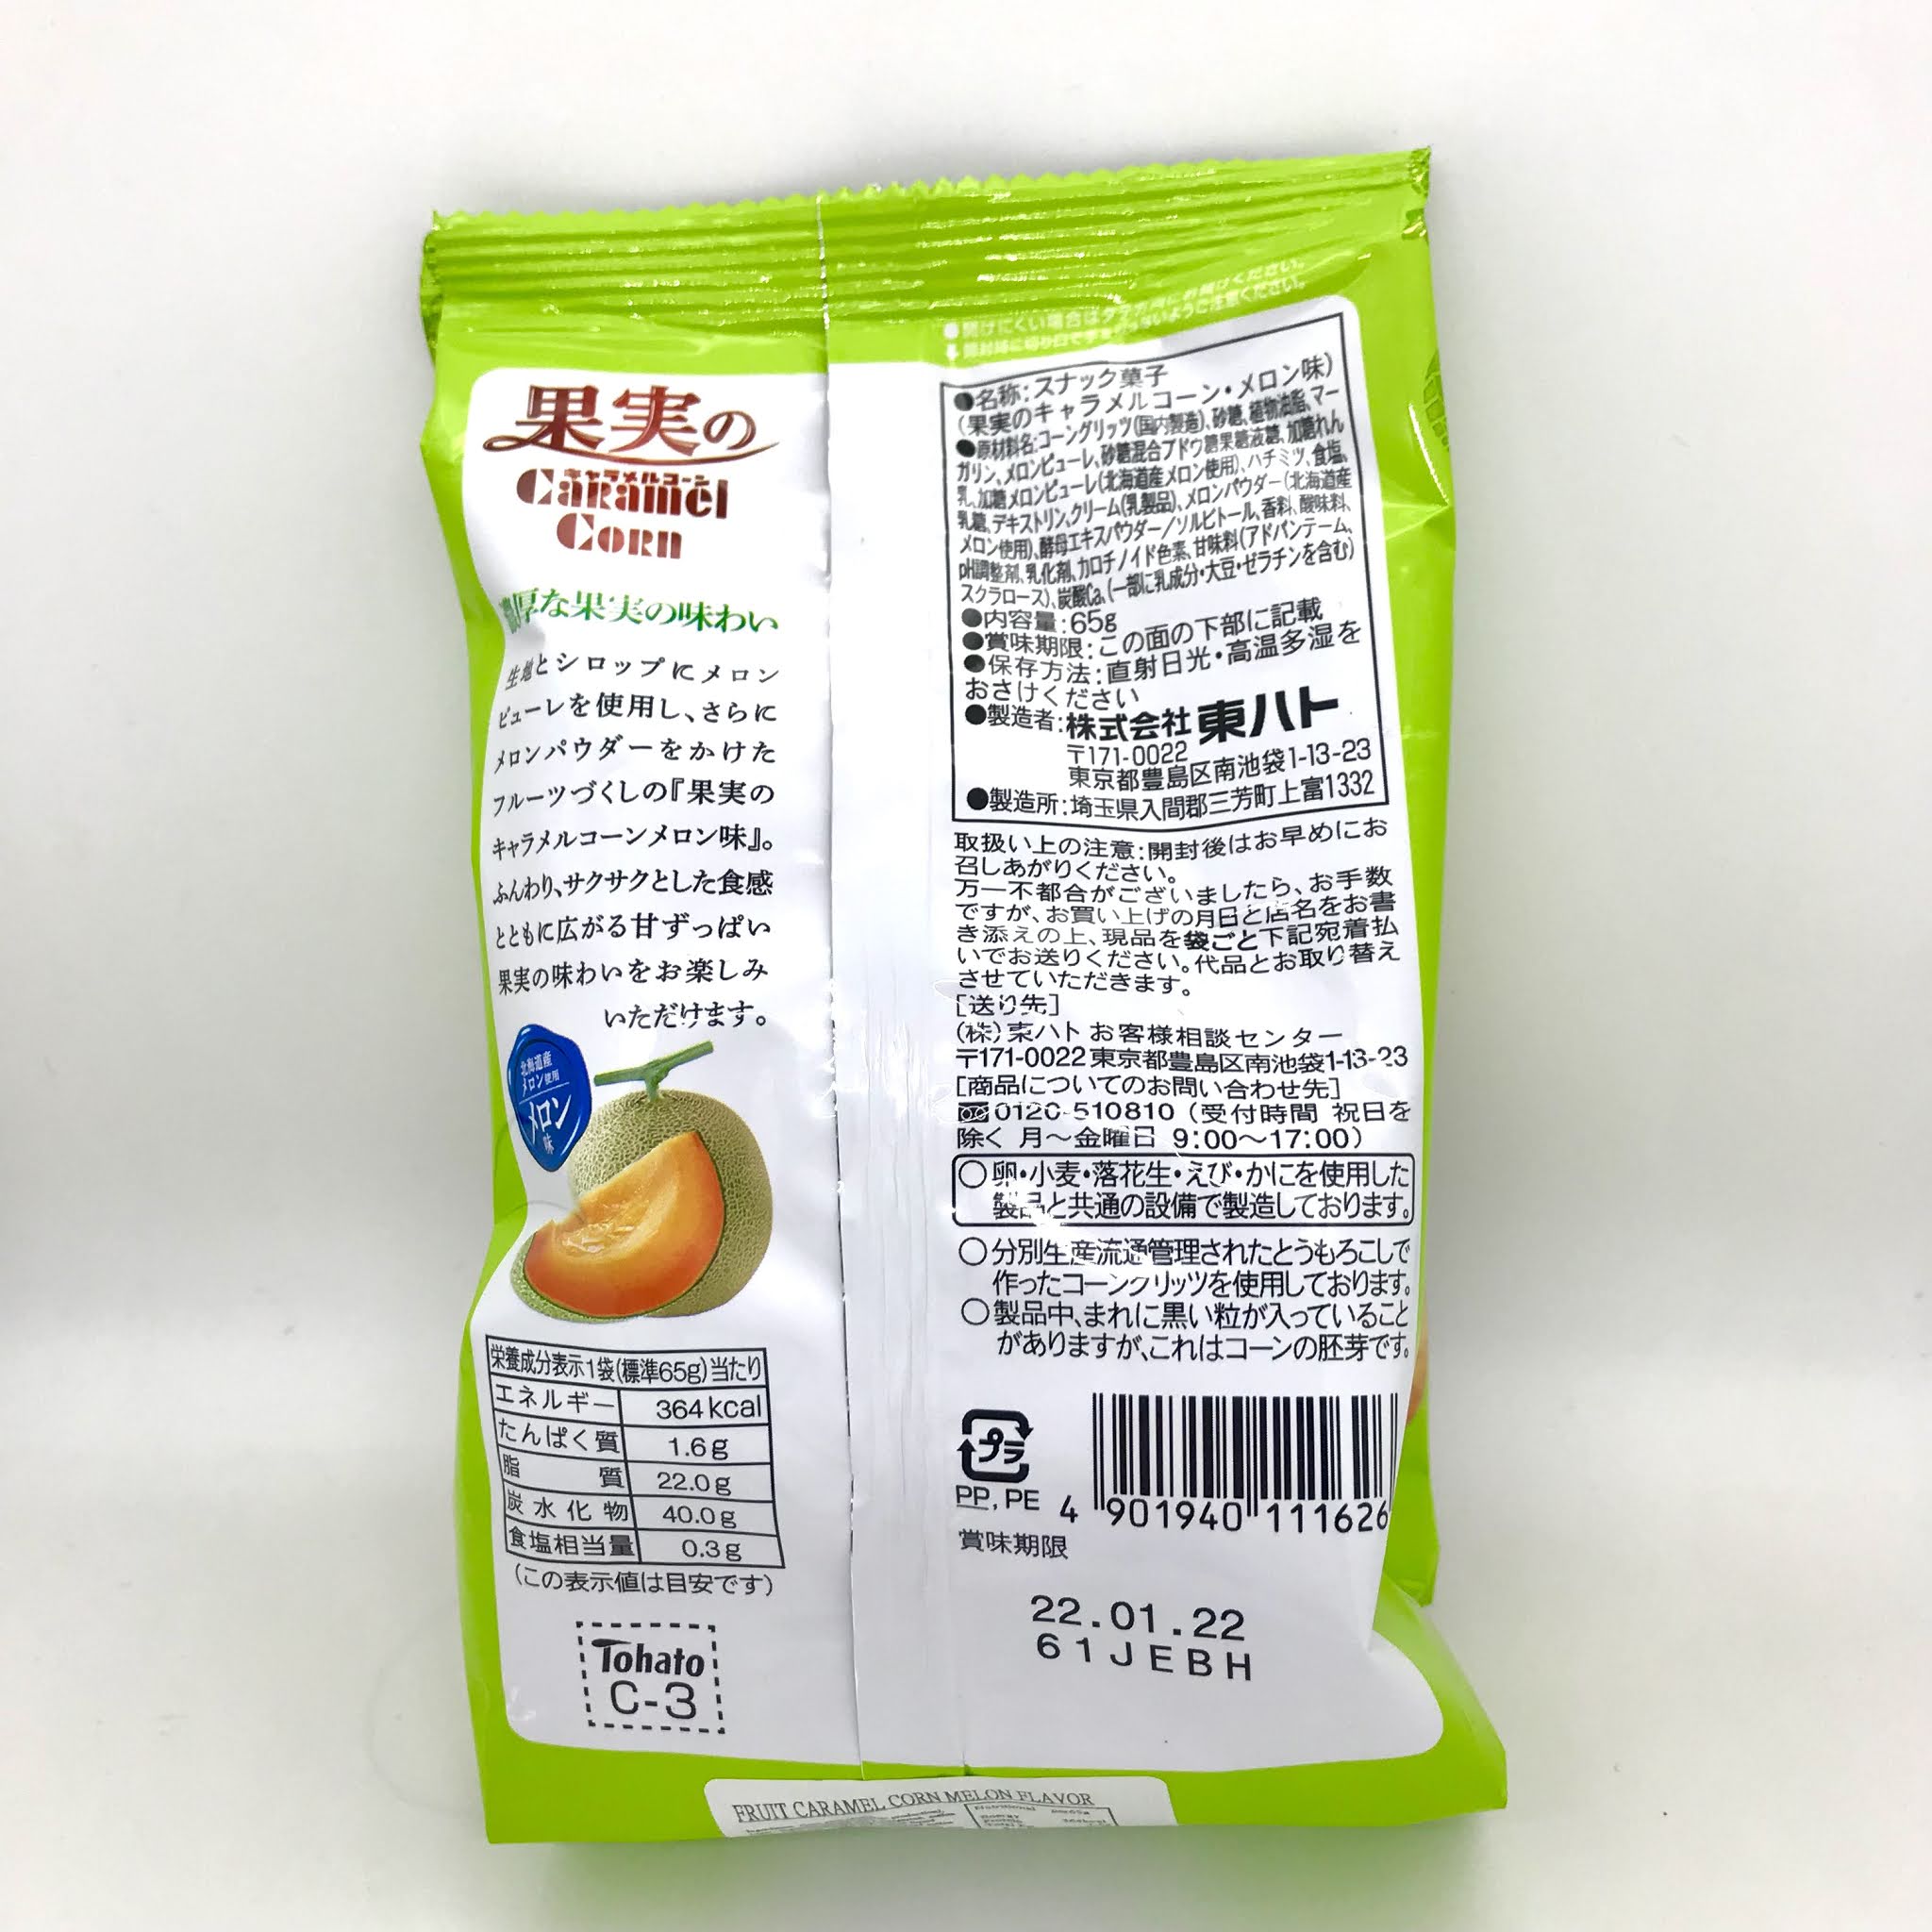 果実の
キャラメルコーン
Caramel
Corn
濃厚な果実の味わい
生地とシロップにメロン
ピューレを使用し、さらに
メロンパウダーをかけた
フルーツづくしの『果実の
キャラメルコーンメロン味』。
ふんわり、サクサクとした食感
とともに広がる甘ずっぱい
果実の味わいをお楽しみ
いただけます。
北海道産
メロン使用
メロン
味
栄養成分表示1袋(標準65g)当たり
エネルギー 364kcal
たんぱく質 1.6g
脂質 22.0g
炭水化物 40.0g
食塩相当量 0.3g
(この表示値は目安です)
Tohato
C-3
●名称:スナック菓子
(果実のキャラメルコーン・メロン味)
●原材料名:コーングリッツ(国内製造)、砂糖、植物油脂、マー
ガリン、メロンピューレ、砂糖混合ブドウ糖果糖液糖、加糖れん
乳、加糖メロンピューレ(北海道産メロン使用)、ハチミツ、食塩、
乳糖、デキストリン、クリーム(乳製品)、メロンパウダー(北海道産
メロン使用)、酵母エキスパウダー/ソルビトール、香料、酸味料、
pH調整剤、乳化剤、カロチノイド色素、甘味料(アドバンテーム、
スクラロース)、炭酸Ca、(一部に乳成分・大豆・ゼラチンを含む)
●内容量:65g
●賞味期限:この面の下部に記載
●保存方法:直射日光・高温多湿を
おさけください
●製造者:株式会社東ハト
〒171-0022
東京都豊島区南池袋1-13-23
●製造所:埼玉県入間郡三芳町上富1332
取扱い上の注意:開封後はお早めにお
召しあがりください。
万一不都合がございましたら、お手数
ですが、お買い上げの月日と店名をお書
き添えの上、現品を袋ごと下記宛着払
いでお送りください。代品とお取り替え
させていただきます。
[送り先]
(株)東ハト お客様相談センター
〒171-0022東京都豊島区南池袋1-13-23
[商品についてのお問い合わせ先]
0120-510810(受付時間 祝日を
除く 月〜金曜日 9:00〜17:00)
○卵・小麦・落花生・えび・かにを使用した
製品と共通の設備で製造しております。
○分別生産流通管理されたとうもろこしで
作ったコーングリッツを使用しております。
○製品中、まれに黒い粒が入っていること
がありますが、これはコーンの胚芽です。
プラ
PP, PE
4 901940 111626
賞味期限
22.01.22
61JEBH
FRUIT CARAMEL CORN MELON FLAVOR